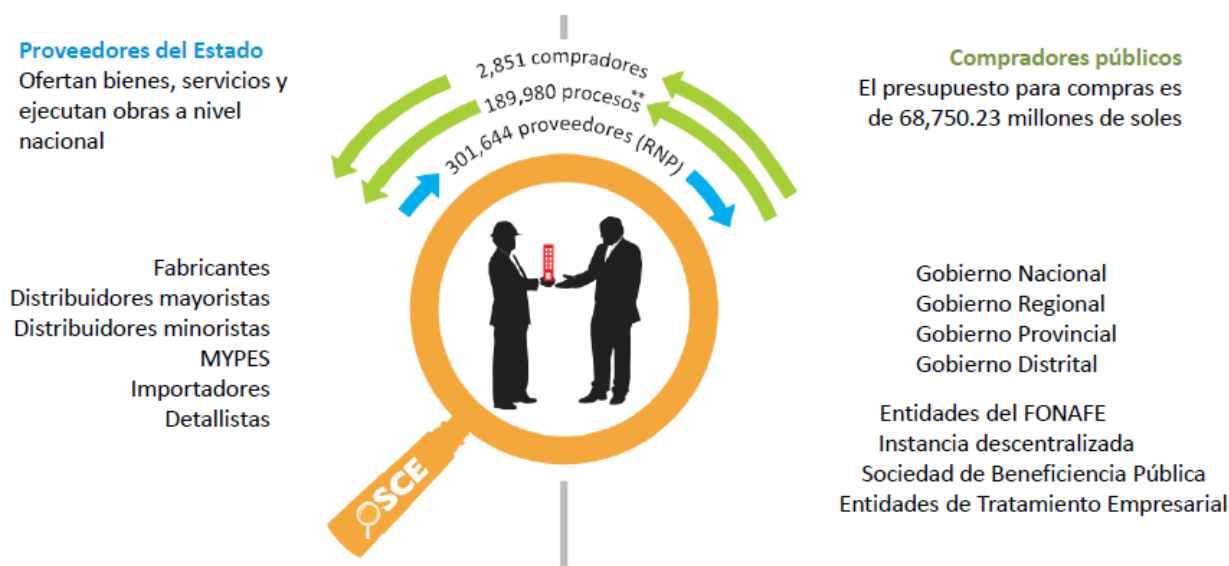 Proveedores del Estado
Ofertan bienes, servicios y
ejecutan obras a nivel
nacional
2,851 compradores
189,980 procesos**
301,644 proveedores (RNP)
Compradores públicos
El presupuesto para compras es
de 68,750.23 millones de soles
Fabricantes
Distribuidores mayoristas
Distribuidores minoristas
MYPES
Importadores
Detallistas
Gobierno Nacional
Gobierno Regional
Gobierno Provincial
Gobierno Distrital
Entidades del FONAFE
Instancia descentralizada
Sociedad de Beneficiencia Pública
Entidades de Tratamiento Empresarial
OSCE